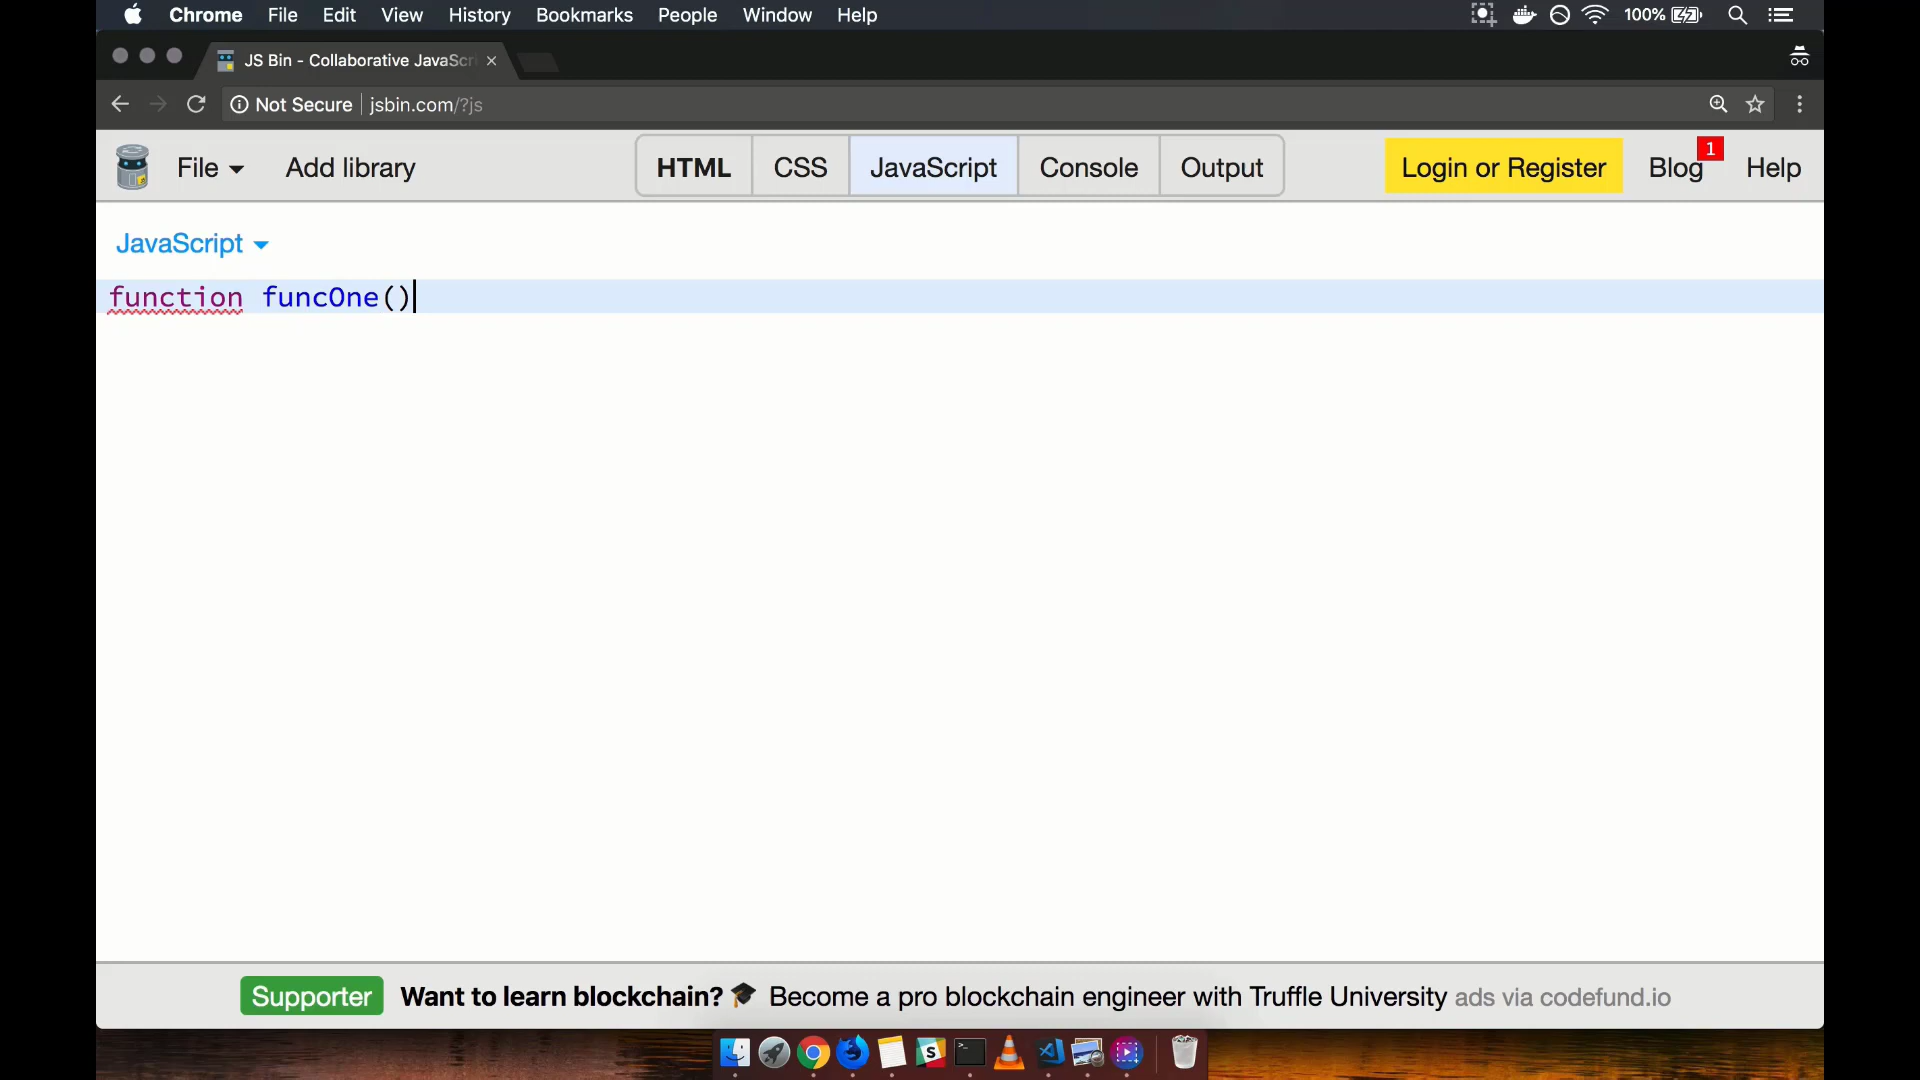 Chrome File Edit View History Bookmarks People Window Help 100%
JS Bin - Collaborative JavaScri
Not Secure jsbin.com/?js
File Add library HTML CSS JavaScript Console Output Login or Register Blog 1 Help
JavaScript
function funcOne()
Supporter Want to learn blockchain? 🎓 Become a pro blockchain engineer with Truffle University ads via codefund.io